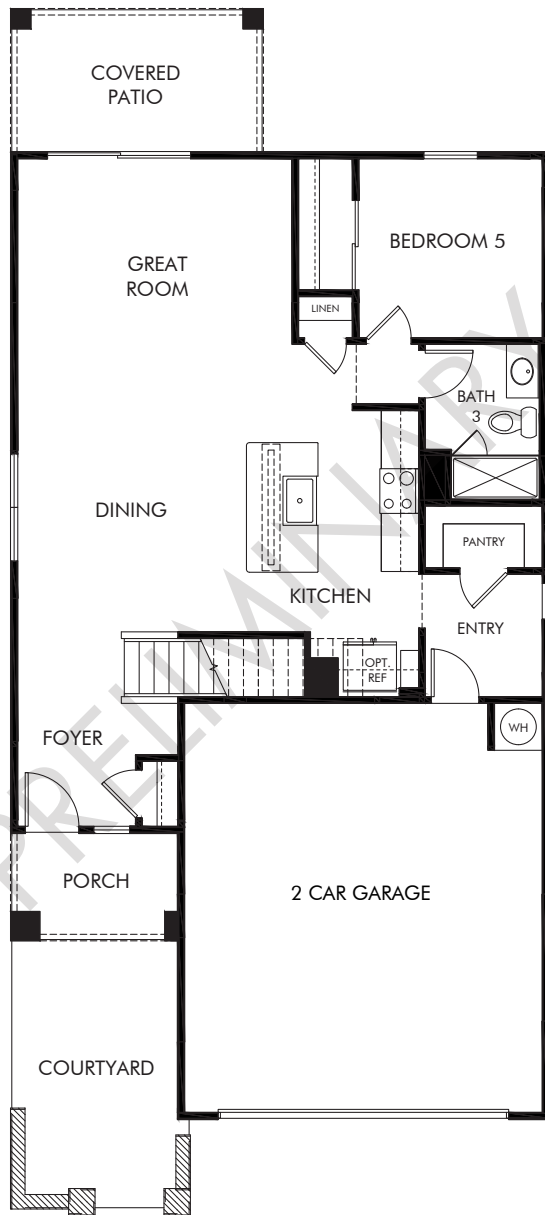 COVERED
PATIO
GREAT
ROOM
BEDROOM 5
LINEN
BATH
3
DINING
PANTRY
KITCHEN
ENTRY
OPT.
REF
FOYER
WH
PORCH
2 CAR GARAGE
COURTYARD
PRELIMINARY